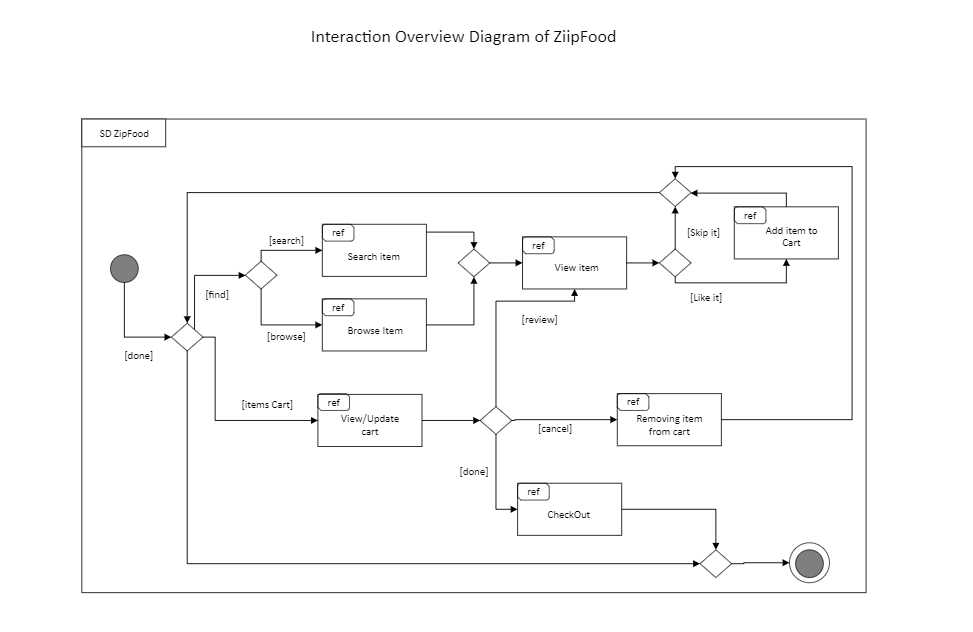 Interaction Overview Diagram of ZiipFood
SD ZipFood
ref
Add item to
Cart
[Skip it]
[search]
ref
Search item
ref
View item
[find]
[Like it]
ref
Browse Item
[browse]
[review]
[done]
[items Cart]
ref
View/Update
cart
ref
Removing item
from cart
[cancel]
[done]
ref
CheckOut